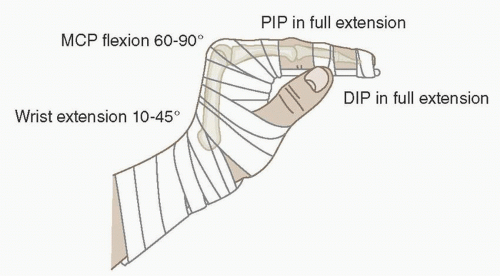 PIP in full extension
MCP flexion 60-90°
DIP in full extension
Wrist extension 10-45°